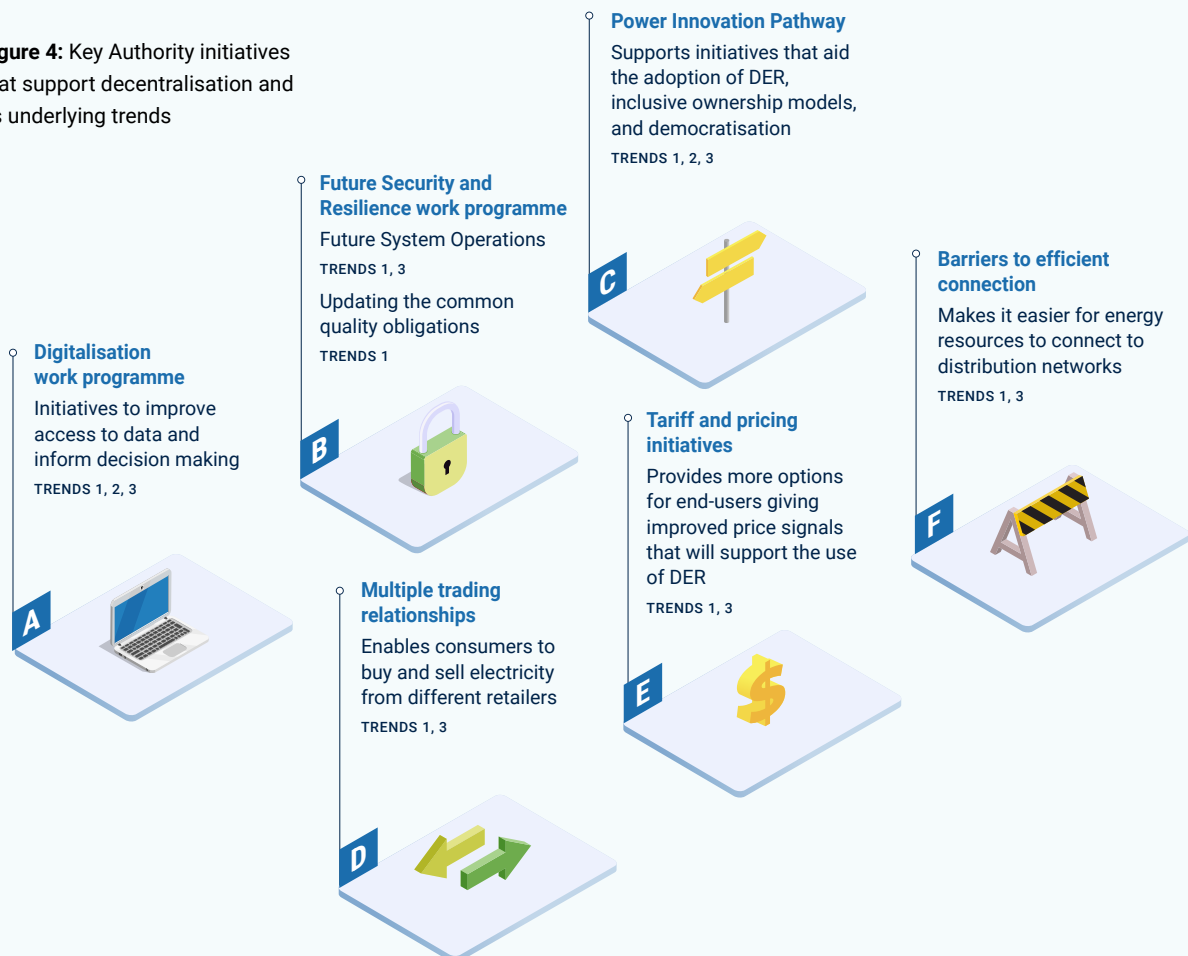 gure 4: Key Authority initiatives
at support decentralisation and
s underlying trends
Digitalisation
work programme
Initiatives to improve
access to data and
inform decision making
TRENDS 1, 2, 3
A
Future Security and
Resilience work programme
Future System Operations
TRENDS 1, 3
Updating the common
quality obligations
TRENDS 1
B
Power Innovation Pathway
Supports initiatives that aid
the adoption of DER,
inclusive ownership models,
and democratisation
TRENDS 1, 2, 3
C
Multiple trading
relationships
Enables consumers to
buy and sell electricity
from different retailers
TRENDS 1, 3
D
Tariff and pricing
initiatives
Provides more options
for end-users giving
improved price signals
that will support the use
of DER
TRENDS 1, 3
E
$
Barriers to efficient
connection
Makes it easier for energy
resources to connect to
distribution networks
TRENDS 1, 3
F